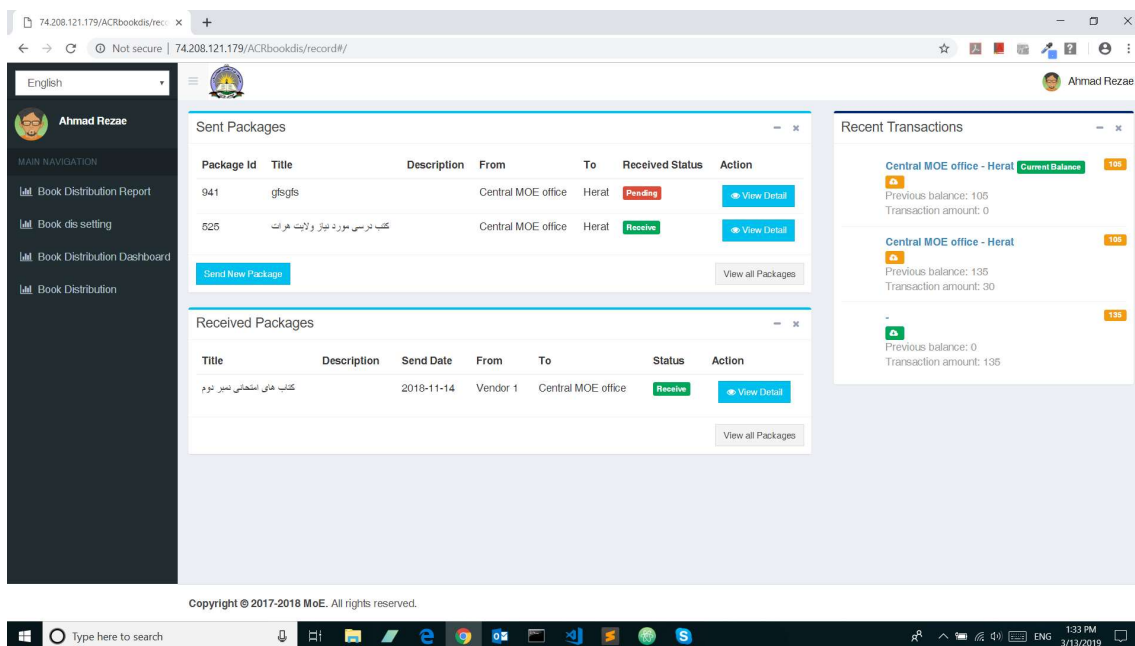 74.208.121.179/ACRbookdis/reco
Not secure | 74.208.121.179/ACRbookdis/record#/
English
Ahmad Rezae
Ahmad Rezae
MAIN NAVIGATION
Book Distribution Report
Book dis setting
Book Distribution Dashboard
Book Distribution
Sent Packages
Package Id Title Description From To Received Status Action
941 gfsgfs Central MOE office Herat Pending View Detail
525 کتب درسی مورد نیاز ولایت هرات Central MOE office Herat Receive View Detail
Send New Package View all Packages
Received Packages
Title Description Send Date From To Status Action
کتاب های امتحانی نمبر دوم 2018-11-14 Vendor 1 Central MOE office Receive View Detail
View all Packages
Recent Transactions
Central MOE office - Herat Current Balance 105
Previous balance: 105
Transaction amount: 0
Central MOE office - Herat 105
Previous balance: 135
Transaction amount: 30
- 135
Previous balance: 0
Transaction amount: 135
Copyright © 2017-2018 MoE. All rights reserved.
Type here to search
ENG
1:33 PM
3/13/2019